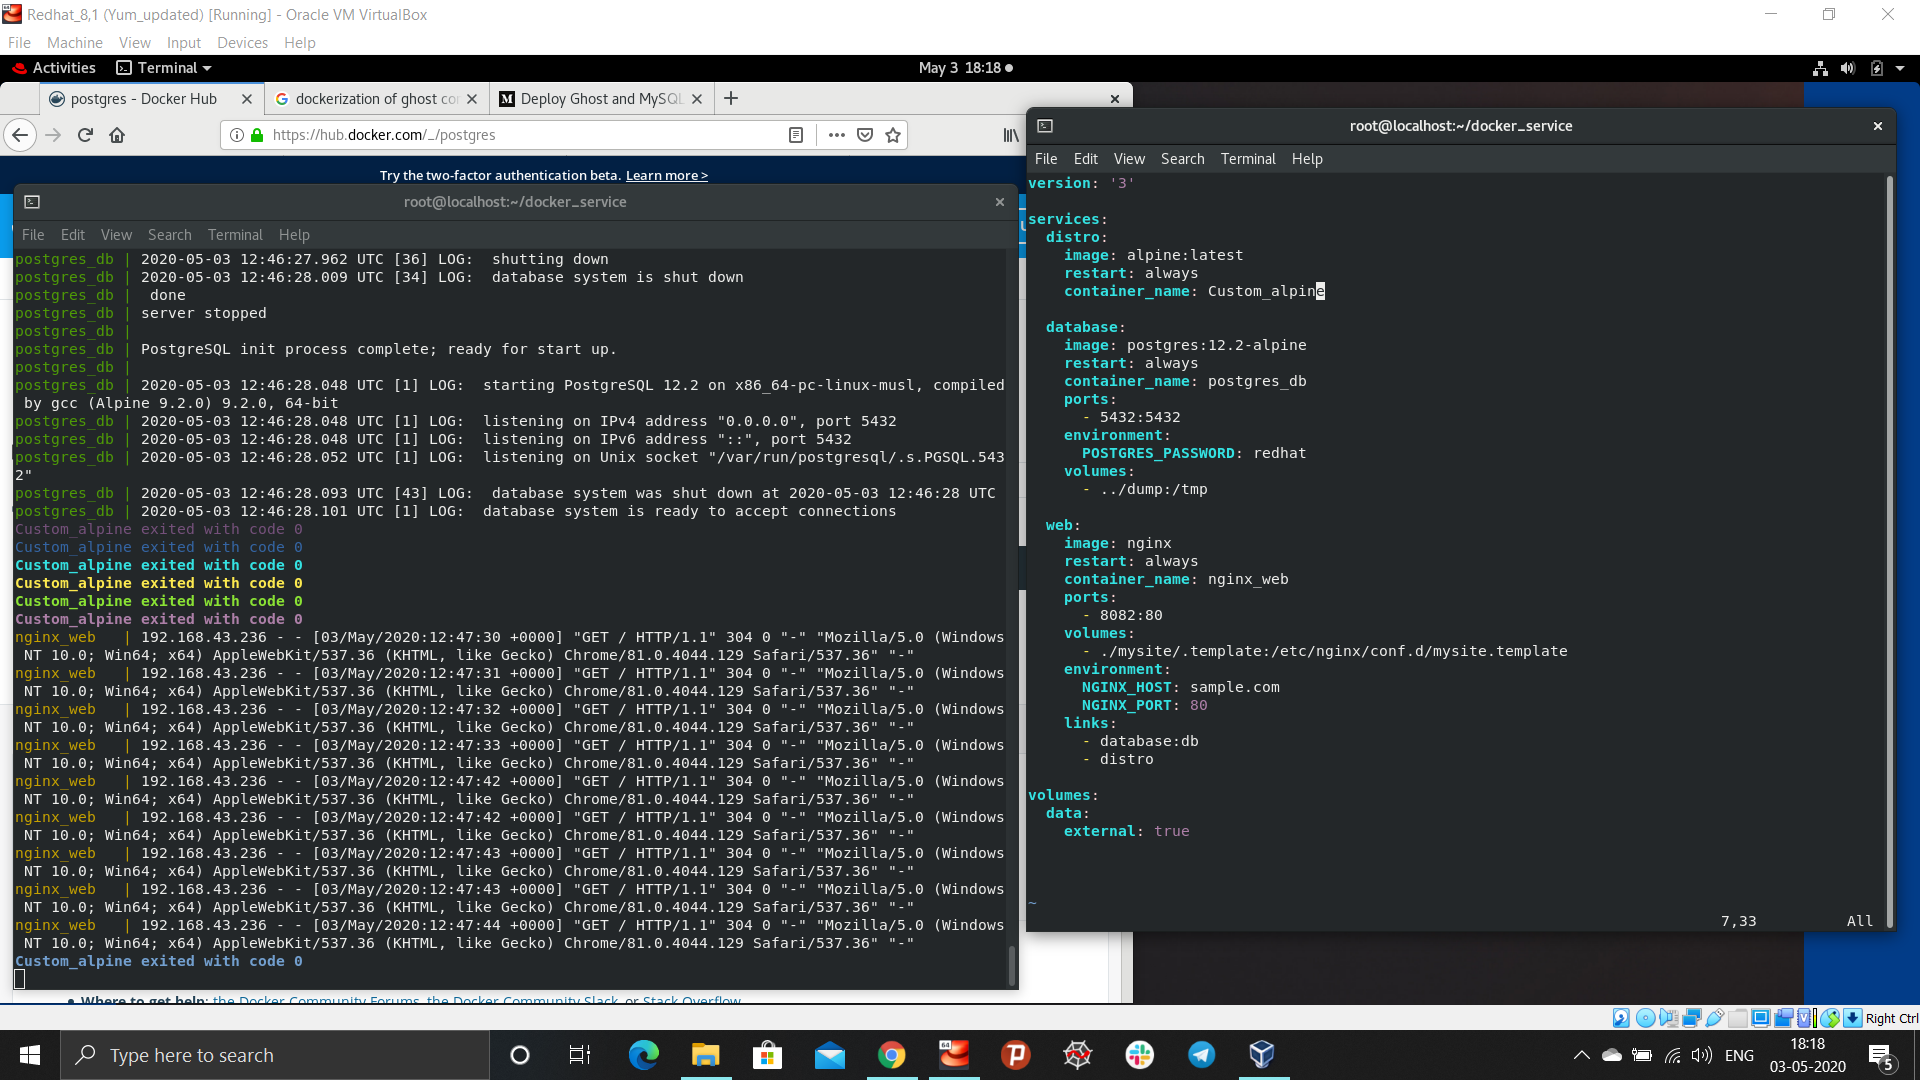 Redhat_8,1 (Yum_updated) [Running] - Oracle VM VirtualBox
File Machine View Input Devices Help
Activities Terminal May 3 18:18
postgres - Docker Hub dockerization of ghost co Deploy Ghost and MySQL
https://hub.docker.com/_/postgres
Try the two-factor authentication beta. Learn more >
root@localhost:~/docker_service
File Edit View Search Terminal Help
postgres_db | 2020-05-03 12:46:27.962 UTC [36] LOG:  shutting down
postgres_db | 2020-05-03 12:46:28.009 UTC [34] LOG:  database system is shut down
postgres_db |  done
postgres_db | server stopped
postgres_db |
postgres_db | PostgreSQL init process complete; ready for start up.
postgres_db |
postgres_db | 2020-05-03 12:46:28.048 UTC [1] LOG:  starting PostgreSQL 12.2 on x86_64-pc-linux-musl, compiled
 by gcc (Alpine 9.2.0) 9.2.0, 64-bit
postgres_db | 2020-05-03 12:46:28.048 UTC [1] LOG:  listening on IPv4 address "0.0.0.0", port 5432
postgres_db | 2020-05-03 12:46:28.048 UTC [1] LOG:  listening on IPv6 address "::", port 5432
postgres_db | 2020-05-03 12:46:28.052 UTC [1] LOG:  listening on Unix socket "/var/run/postgresql/.s.PGSQL.543
2"
postgres_db | 2020-05-03 12:46:28.093 UTC [43] LOG:  database system was shut down at 2020-05-03 12:46:28 UTC
postgres_db | 2020-05-03 12:46:28.101 UTC [1] LOG:  database system is ready to accept connections
Custom_alpine exited with code 0
Custom_alpine exited with code 0
Custom_alpine exited with code 0
Custom_alpine exited with code 0
Custom_alpine exited with code 0
Custom_alpine exited with code 0
nginx_web   | 192.168.43.236 - - [03/May/2020:12:47:30 +0000] "GET / HTTP/1.1" 304 0 "-" "Mozilla/5.0 (Windows
 NT 10.0; Win64; x64) AppleWebKit/537.36 (KHTML, like Gecko) Chrome/81.0.4044.129 Safari/537.36" "-"
nginx_web   | 192.168.43.236 - - [03/May/2020:12:47:31 +0000] "GET / HTTP/1.1" 304 0 "-" "Mozilla/5.0 (Windows
 NT 10.0; Win64; x64) AppleWebKit/537.36 (KHTML, like Gecko) Chrome/81.0.4044.129 Safari/537.36" "-"
nginx_web   | 192.168.43.236 - - [03/May/2020:12:47:32 +0000] "GET / HTTP/1.1" 304 0 "-" "Mozilla/5.0 (Windows
 NT 10.0; Win64; x64) AppleWebKit/537.36 (KHTML, like Gecko) Chrome/81.0.4044.129 Safari/537.36" "-"
nginx_web   | 192.168.43.236 - - [03/May/2020:12:47:33 +0000] "GET / HTTP/1.1" 304 0 "-" "Mozilla/5.0 (Windows
 NT 10.0; Win64; x64) AppleWebKit/537.36 (KHTML, like Gecko) Chrome/81.0.4044.129 Safari/537.36" "-"
nginx_web   | 192.168.43.236 - - [03/May/2020:12:47:42 +0000] "GET / HTTP/1.1" 304 0 "-" "Mozilla/5.0 (Windows
 NT 10.0; Win64; x64) AppleWebKit/537.36 (KHTML, like Gecko) Chrome/81.0.4044.129 Safari/537.36" "-"
nginx_web   | 192.168.43.236 - - [03/May/2020:12:47:42 +0000] "GET / HTTP/1.1" 304 0 "-" "Mozilla/5.0 (Windows
 NT 10.0; Win64; x64) AppleWebKit/537.36 (KHTML, like Gecko) Chrome/81.0.4044.129 Safari/537.36" "-"
nginx_web   | 192.168.43.236 - - [03/May/2020:12:47:43 +0000] "GET / HTTP/1.1" 304 0 "-" "Mozilla/5.0 (Windows
 NT 10.0; Win64; x64) AppleWebKit/537.36 (KHTML, like Gecko) Chrome/81.0.4044.129 Safari/537.36" "-"
nginx_web   | 192.168.43.236 - - [03/May/2020:12:47:43 +0000] "GET / HTTP/1.1" 304 0 "-" "Mozilla/5.0 (Windows
 NT 10.0; Win64; x64) AppleWebKit/537.36 (KHTML, like Gecko) Chrome/81.0.4044.129 Safari/537.36" "-"
nginx_web   | 192.168.43.236 - - [03/May/2020:12:47:44 +0000] "GET / HTTP/1.1" 304 0 "-" "Mozilla/5.0 (Windows
 NT 10.0; Win64; x64) AppleWebKit/537.36 (KHTML, like Gecko) Chrome/81.0.4044.129 Safari/537.36" "-"
Custom_alpine exited with code 0
Where to get help: the Docker Community Forums, the Docker Community Slack, or Stack Overflow
root@localhost:~/docker_service
File Edit View Search Terminal Help
version: '3'
services:
  distro:
    image: alpine:latest
    restart: always
    container_name: Custom_alpine
  database:
    image: postgres:12.2-alpine
    restart: always
    container_name: postgres_db
    ports:
      - 5432:5432
    environment:
      POSTGRES_PASSWORD: redhat
    volumes:
      - ../dump:/tmp
  web:
    image: nginx
    restart: always
    container_name: nginx_web
    ports:
      - 8082:80
    volumes:
      - ./mysite/.template:/etc/nginx/conf.d/mysite.template
    environment:
      NGINX_HOST: sample.com
      NGINX_PORT: 80
    links:
      - database:db
      - distro
volumes:
  data:
    external: true
~
7,33 All
Right Ctrl
Type here to search
ENG
18:18
03-05-2020
5